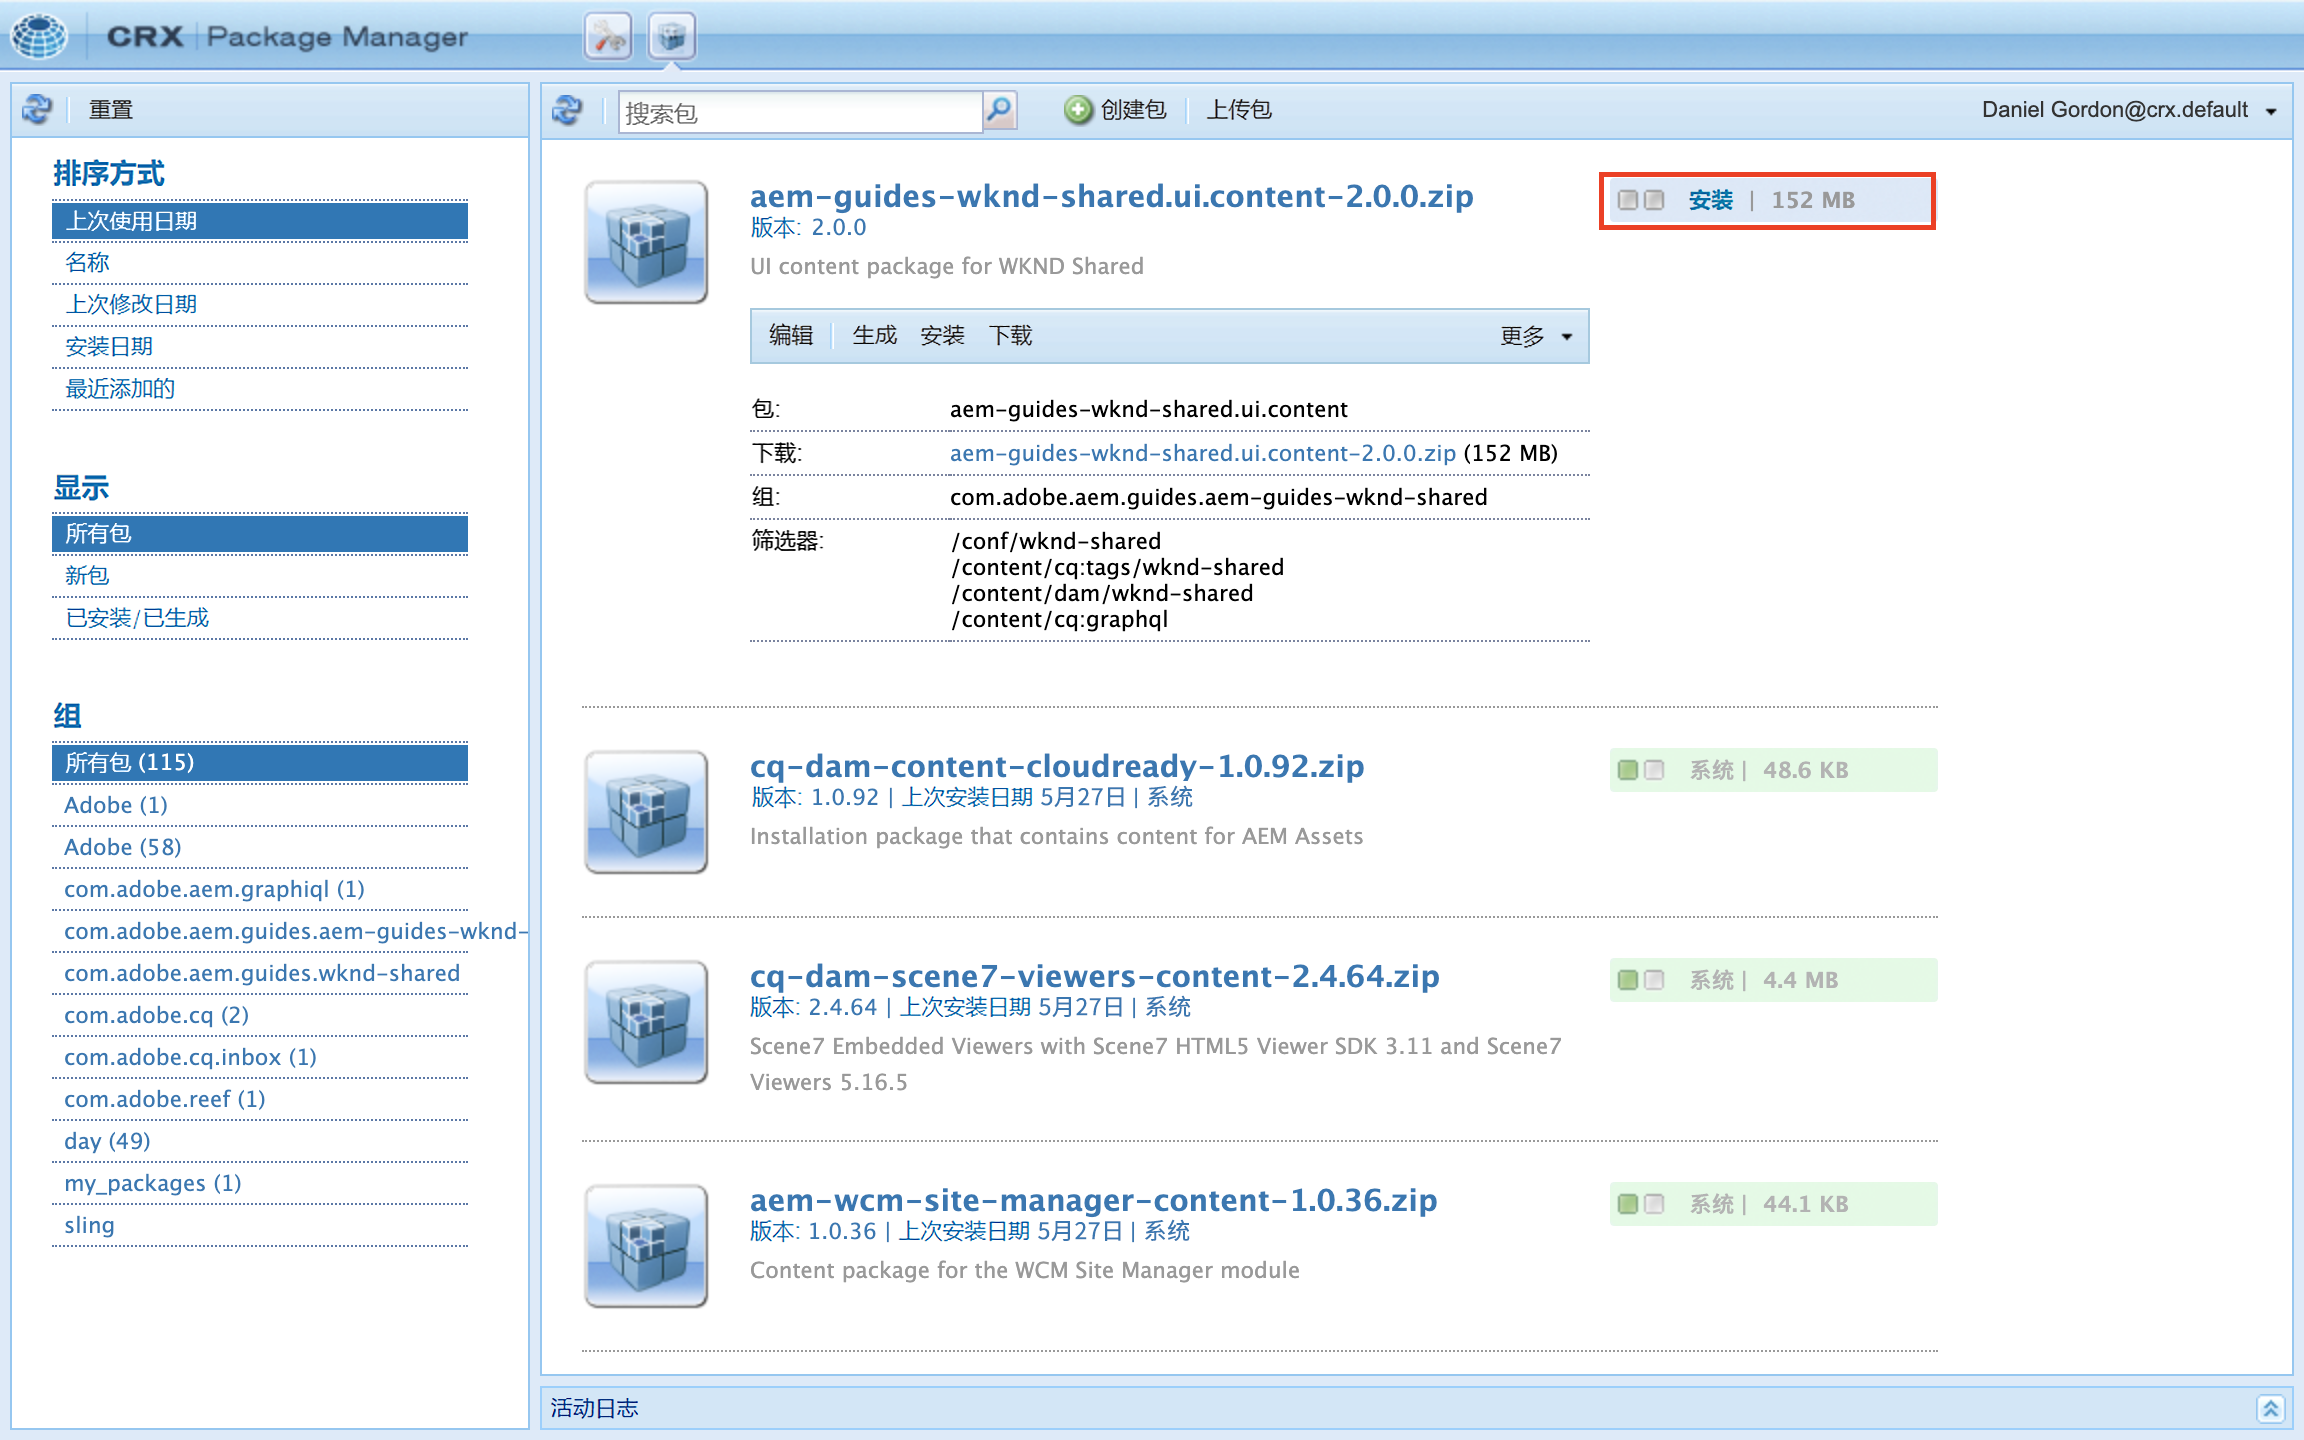 CRX Package Manager
重置
排序方式
上次使用日期
名称
上次修改日期
安装日期
最近添加的
显示
所有包
新包
已安装/已生成
组
所有包 (115)
Adobe (1)
Adobe (58)
com.adobe.aem.graphiql (1)
com.adobe.aem.guides.aem-guides-wknd-
com.adobe.aem.guides.wknd-shared
com.adobe.cq (2)
com.adobe.cq.inbox (1)
com.adobe.reef (1)
day (49)
my_packages (1)
sling
搜索包 创建包 上传包 Daniel Gordon@crx.default
aem-guides-wknd-shared.ui.content-2.0.0.zip
安装 | 152 MB
版本: 2.0.0
UI content package for WKND Shared
编辑 生成 安装 下载 更多
包: aem-guides-wknd-shared.ui.content
下载: aem-guides-wknd-shared.ui.content-2.0.0.zip (152 MB)
组: com.adobe.aem.guides.aem-guides-wknd-shared
筛选器: /conf/wknd-shared
/content/cq:tags/wknd-shared
/content/dam/wknd-shared
/content/cq:graphql
cq-dam-content-cloudready-1.0.92.zip
系统 | 48.6 KB
版本: 1.0.92 | 上次安装日期 5月27日 | 系统
Installation package that contains content for AEM Assets
cq-dam-scene7-viewers-content-2.4.64.zip
系统 | 4.4 MB
版本: 2.4.64 | 上次安装日期 5月27日 | 系统
Scene7 Embedded Viewers with Scene7 HTML5 Viewer SDK 3.11 and Scene7
Viewers 5.16.5
aem-wcm-site-manager-content-1.0.36.zip
系统 | 44.1 KB
版本: 1.0.36 | 上次安装日期 5月27日 | 系统
Content package for the WCM Site Manager module
活动日志